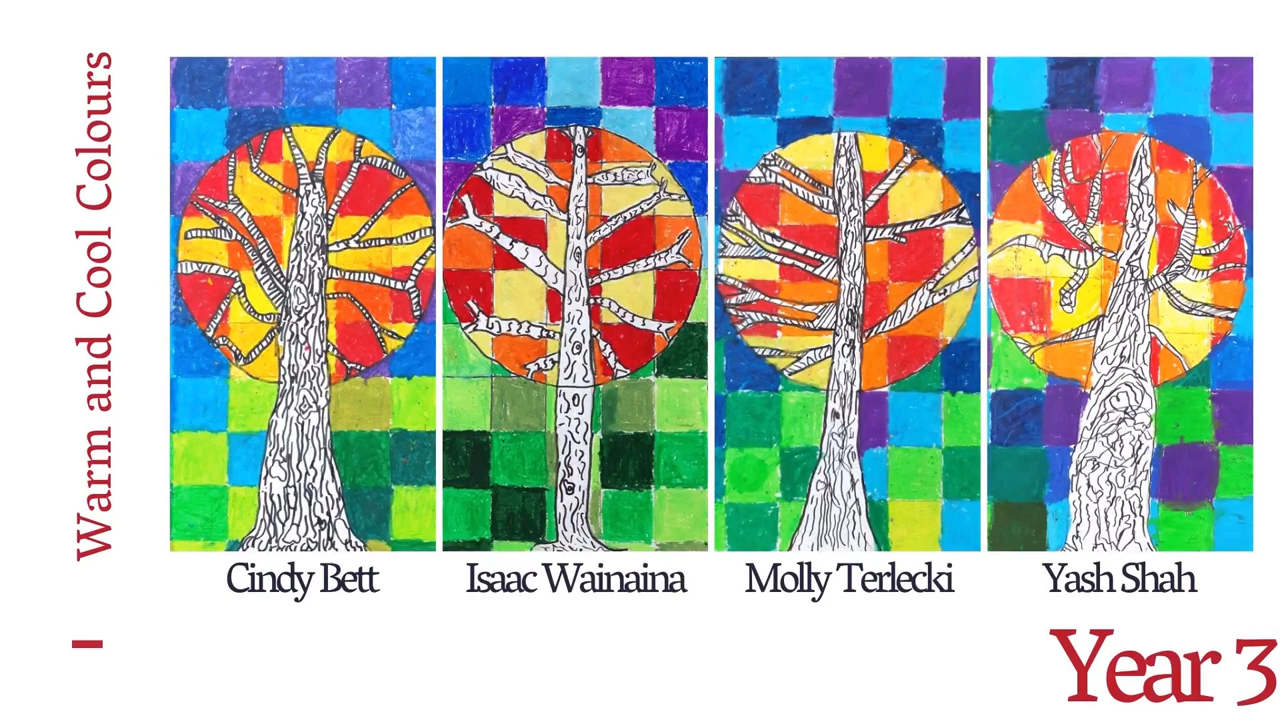 Warm and Cool Colours
Cindy Bett
Isaac Wainaina
Molly Terlecki
Yash Shah
Year 3